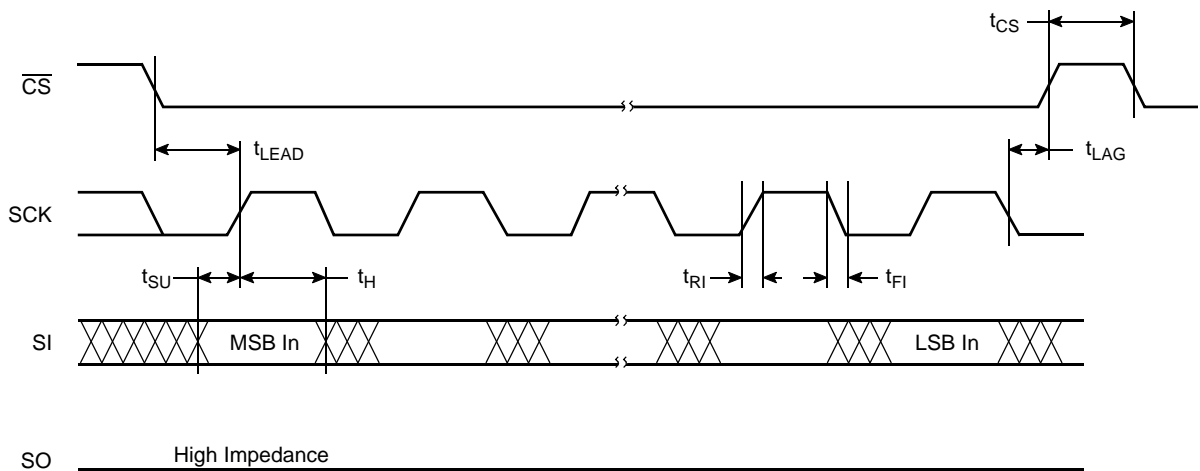 tCS
CS
tLEAD
tLAG
SCK
tSU
tH
tRI
tFI
SI
MSB In
LSB In
High Impedance
SO